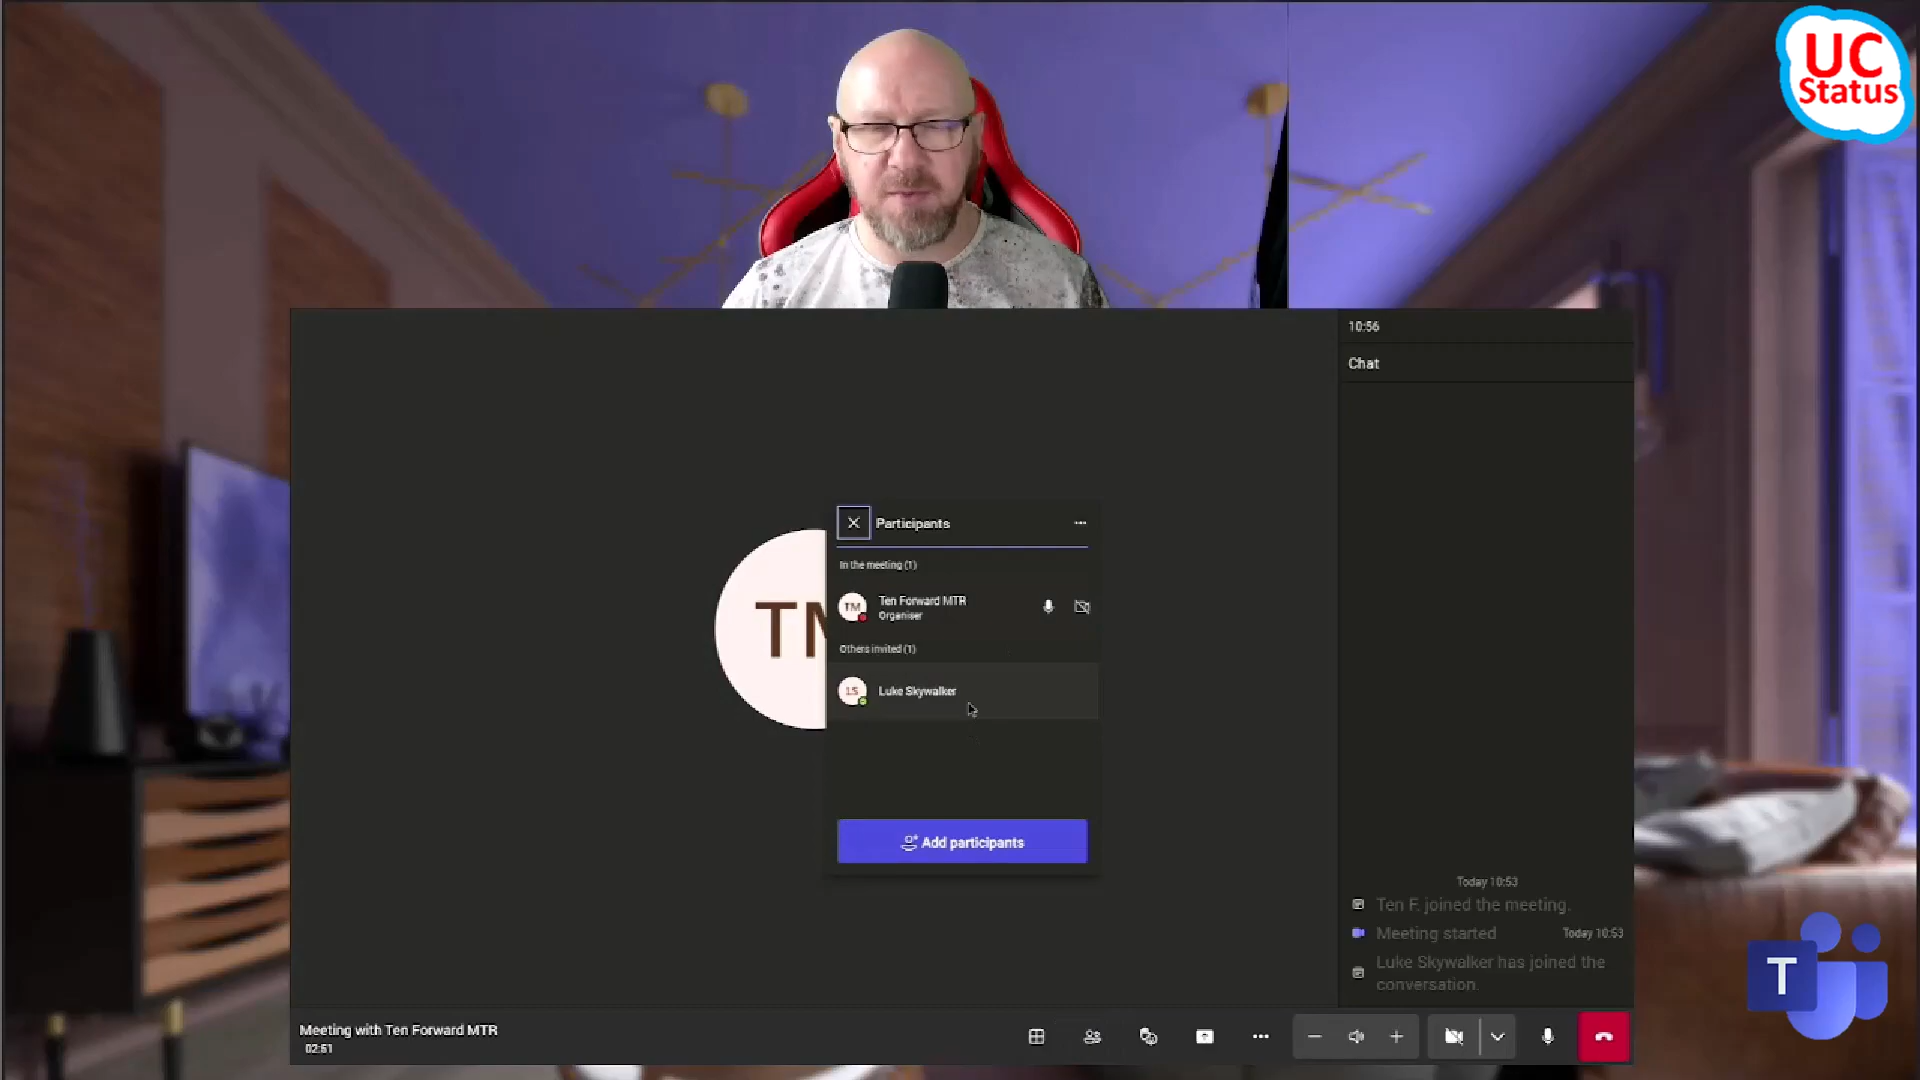 UC
Status
10:56
Chat
Participants
In the meeting (1)
TM
Ten Forward MTR
Organiser
Others invited (1)
LS
Luke Skywalker
Add participants
Today 10:53
Ten F. joined the meeting.
Meeting started
Today 10:53
Luke Skywalker has joined the
conversation.
Meeting with Ten Forward MTR
02:51
T